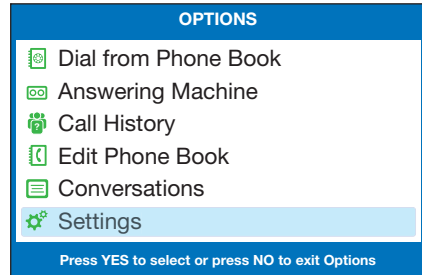 OPTIONS
Dial from Phone Book
Answering Machine
Call History
Edit Phone Book
Conversations
Settings
Press YES to select or press NO to exit Options